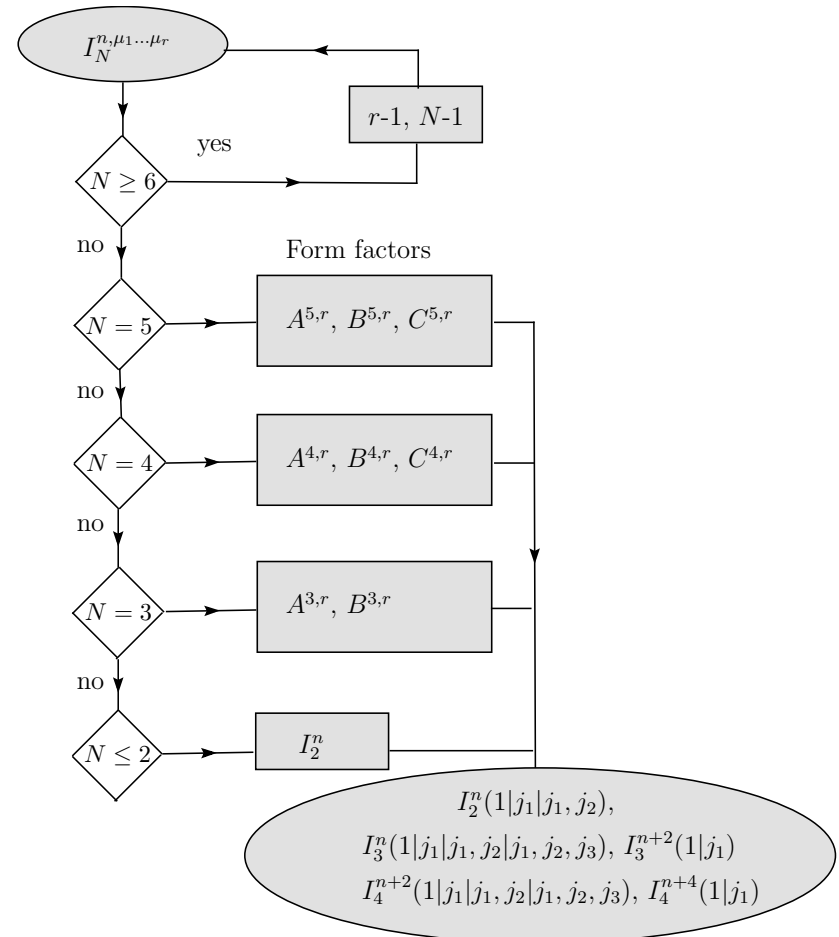 I_N^{n,μ_1...μ_r}
r-1, N-1
yes
N ≥ 6
no
Form factors
N = 5
A^{5,r}, B^{5,r}, C^{5,r}
no
N = 4
A^{4,r}, B^{4,r}, C^{4,r}
no
N = 3
A^{3,r}, B^{3,r}
no
N ≤ 2
I_2^n
I_2^n(1|j_1|j_1, j_2),
I_3^n(1|j_1|j_1, j_2|j_1, j_2, j_3), I_3^{n+2}(1|j_1)
I_4^{n+2}(1|j_1|j_1, j_2|j_1, j_2, j_3), I_4^{n+4}(1|j_1)